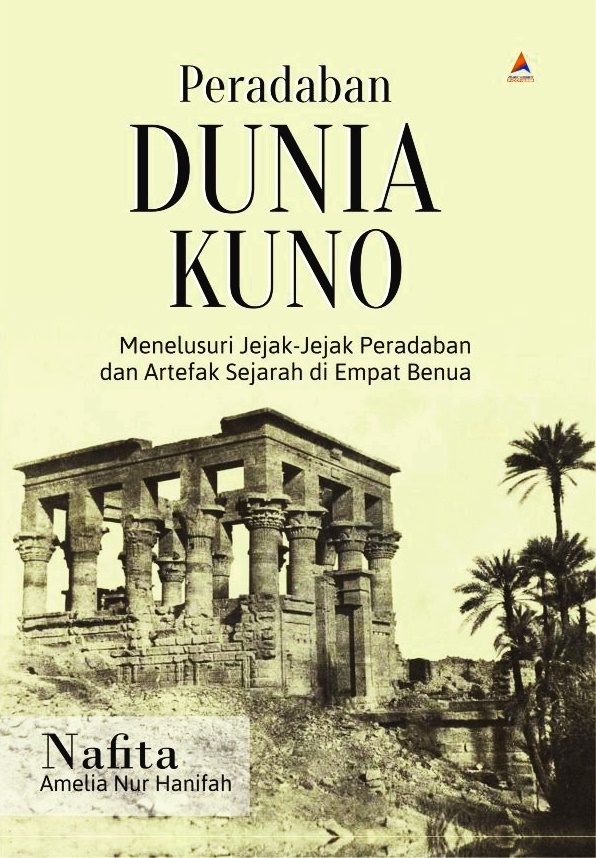 Peradaban
DUNIA
KUNO
Menelusuri Jejak-Jejak Peradaban
dan Artefak Sejarah di Empat Benua
Nafita
Amelia Nur Hanifah